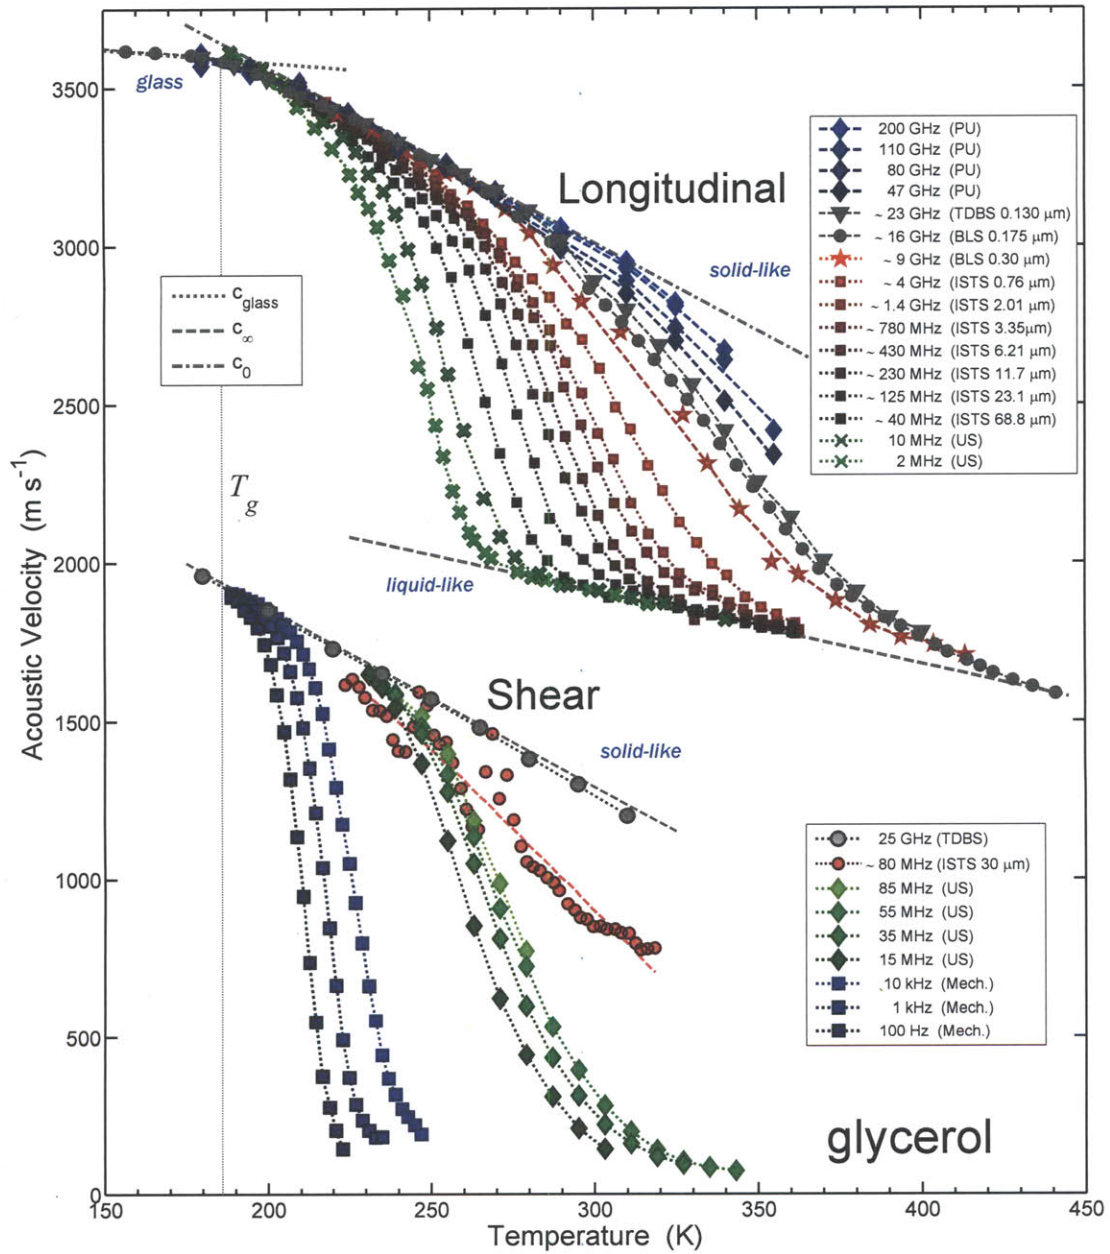 3500
3000
2500
2000
1500
1000
500
0
150
200
250
300
350
400
450
Acoustic Velocity (m s⁻¹)
Temperature (K)
glass
Longitudinal
solid-like
200 GHz (PU)
110 GHz (PU)
80 GHz (PU)
47 GHz (PU)
~ 23 GHz (TDBS 0.130 µm)
~ 16 GHz (BLS 0.175 µm)
~ 9 GHz (BLS 0.30 µm)
~ 4 GHz (ISTS 0.76 µm)
~ 1.4 GHz (ISTS 2.01 µm)
~ 780 MHz (ISTS 3.35µm)
~ 430 MHz (ISTS 6.21 µm)
~ 230 MHz (ISTS 11.7 µm)
~ 125 MHz (ISTS 23.1 µm)
~ 40 MHz (ISTS 68.8 µm)
10 MHz (US)
2 MHz (US)
c_glass
c_∞
c_0
T_g
liquid-like
Shear
solid-like
25 GHz (TDBS)
~ 80 MHz (ISTS 30 µm)
85 MHz (US)
55 MHz (US)
35 MHz (US)
15 MHz (US)
10 kHz (Mech.)
1 kHz (Mech.)
100 Hz (Mech.)
glycerol